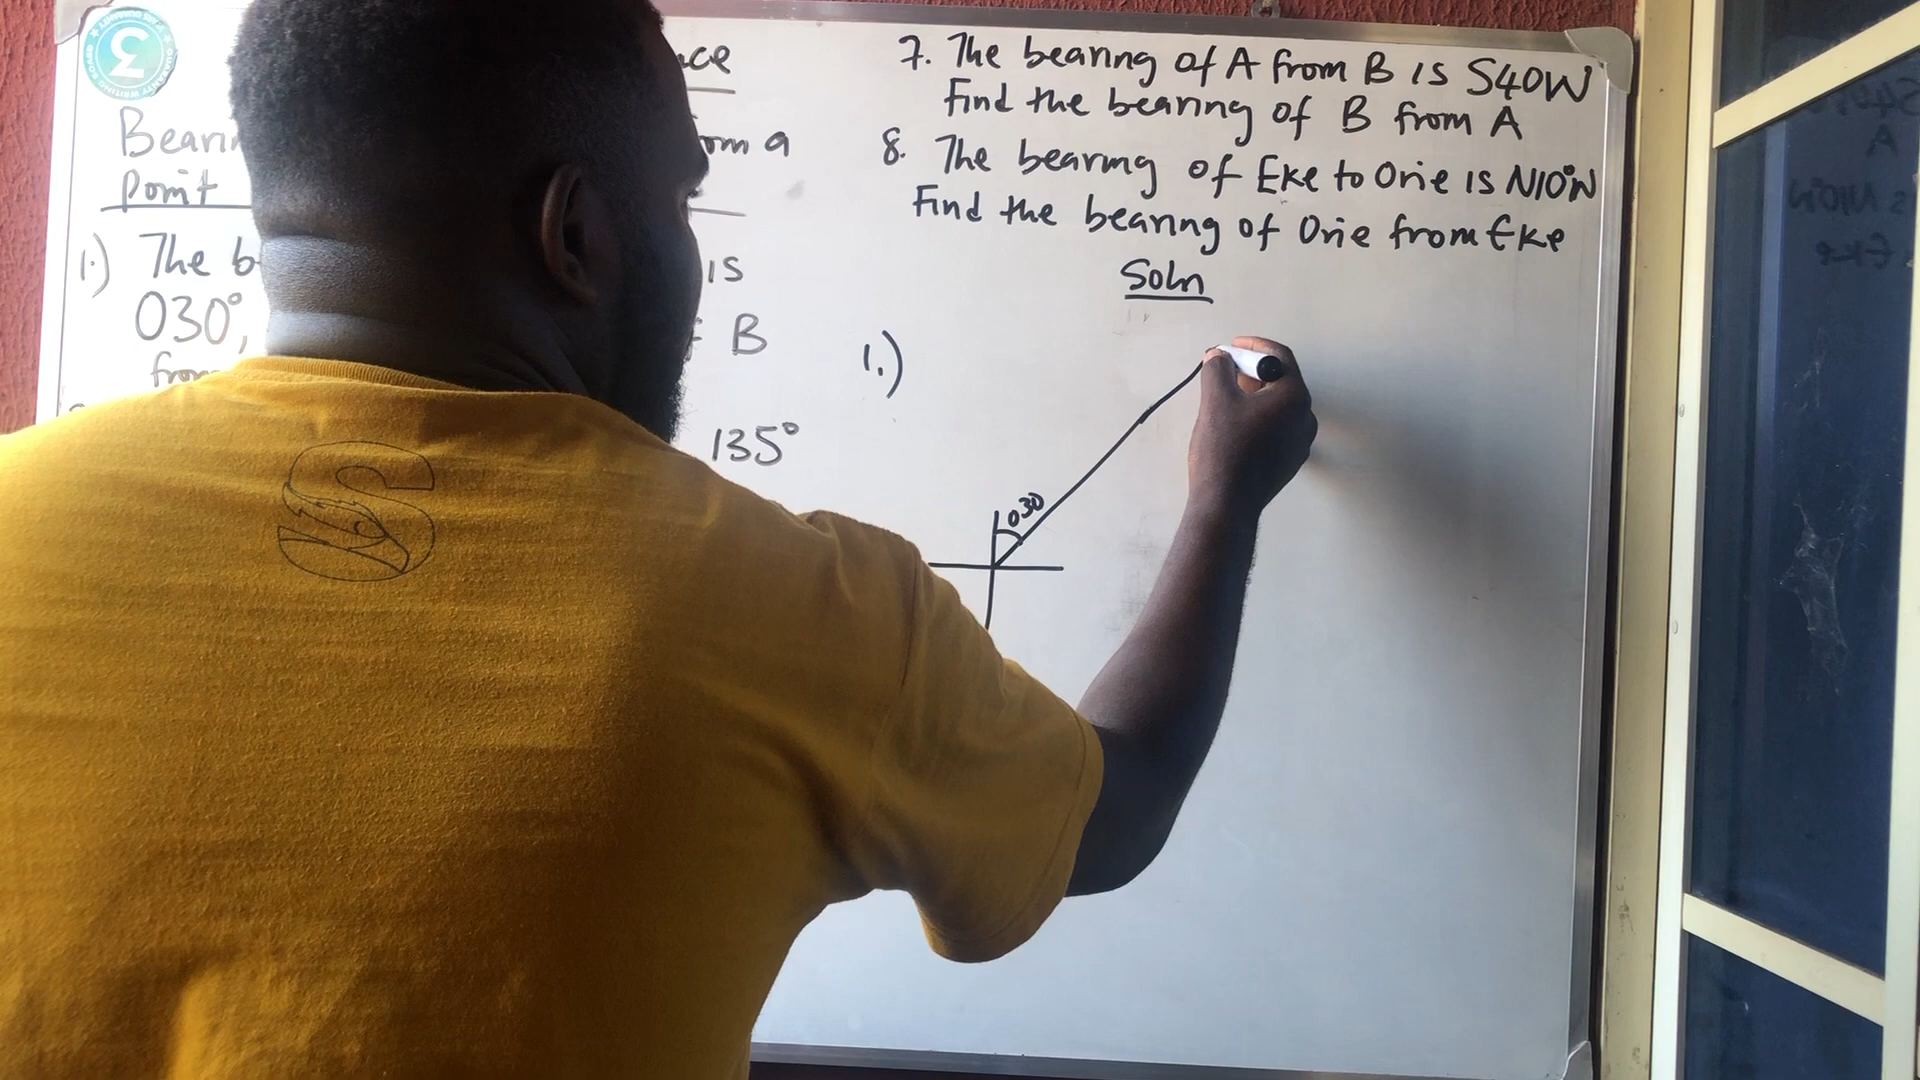 ce
Bearin
om a
point
1.) The b
is
030°,
B
from
135°
7. The bearing of A from B is S40W
Find the bearing of B from A
8. The bearing of Eke to Orie is N10°W
Find the bearing of Orie from Eke
Soln
1.)
030